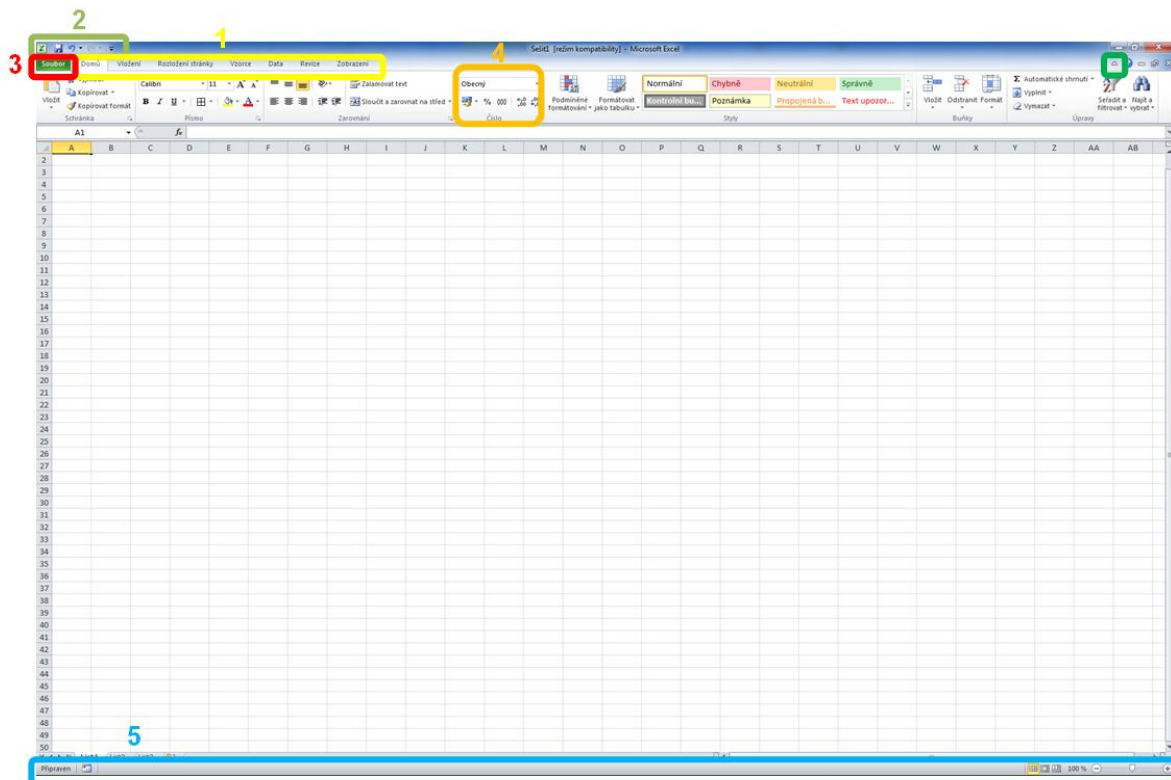 2
1
Sešit1 [režim kompatibility] - Microsoft Excel
3
4
Soubor Domů Vložení Rozložení stránky Vzorce Data Revize Zobrazení
Vložit
Kopírovat
Kopírovat formát
Schránka
Calibri 11
B I U
Písmo
Zalamovat text
Sloučit a zarovnat na střed
Zarovnání
Obecný
% 000
Číslo
Podmíněné formátování
Formátovat jako tabulku
Normální Chybně Neutrální Správně
Kontrolní bu... Poznámka Propojená b... Text upozor...
Styly
Vložit Odstranit Formát
Buňky
Σ Automatické shrnutí
Vyplnit
Vymazat
Seřadit a filtrovat
Najít a vybrat
Úpravy
A1 fx
A B C D E F G H I J K L M N O P Q R S T U V W X Y Z AA AB
2
3
4
5
6
7
8
9
10
11
12
13
14
15
16
17
18
19
20
21
22
23
24
25
26
27
28
29
30
31
32
33
34
35
36
37
38
39
40
41
42
43
44
45
46
47
48
49
50
5
Připraven 100 %